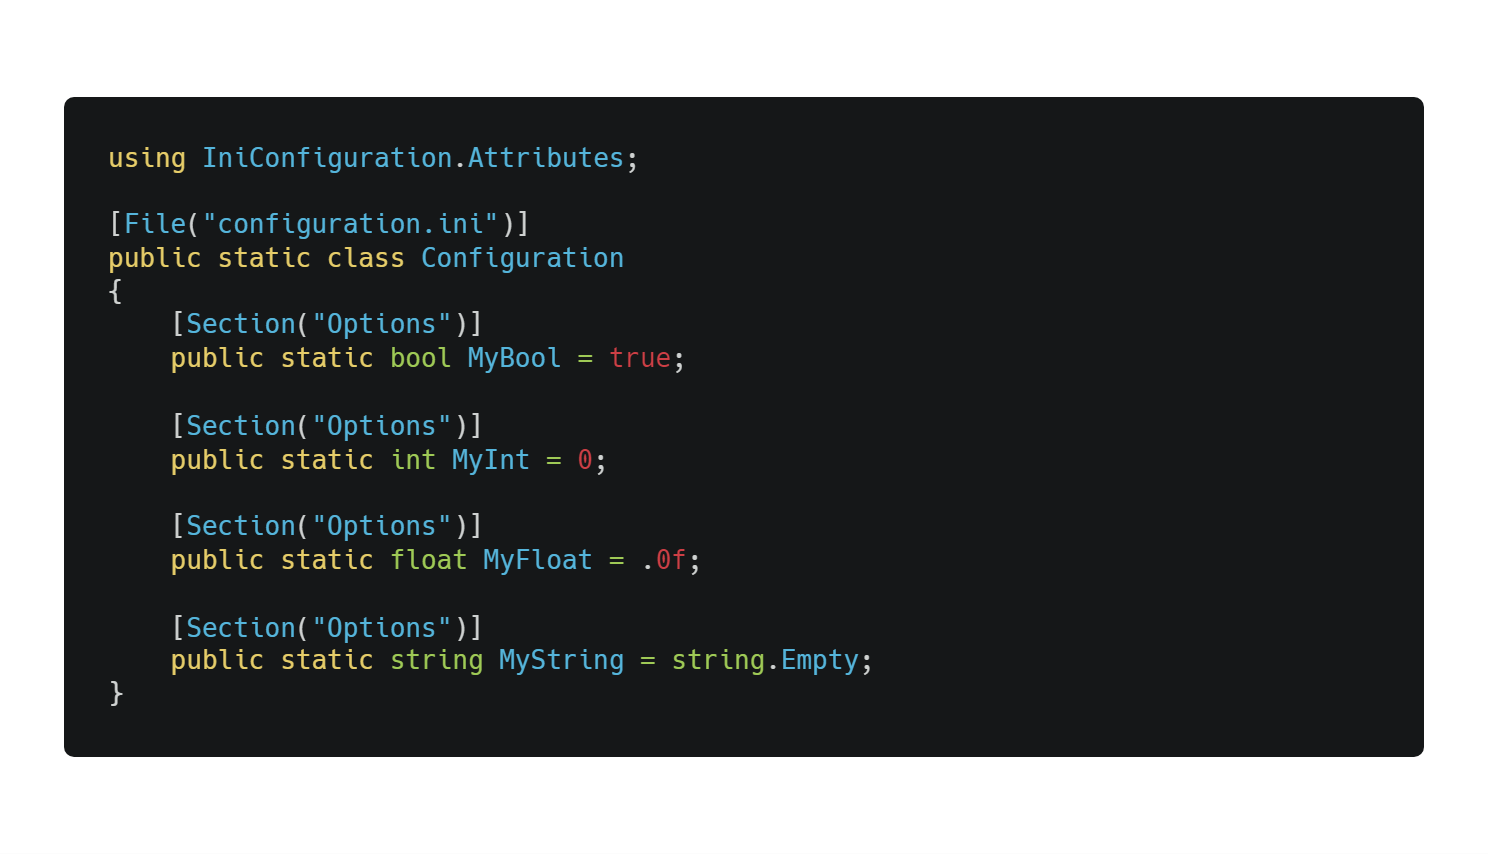 using IniConfiguration.Attributes;

[File("configuration.ini")]
public static class Configuration
{
    [Section("Options")]
    public static bool MyBool = true;

    [Section("Options")]
    public static int MyInt = 0;

    [Section("Options")]
    public static float MyFloat = .0f;

    [Section("Options")]
    public static string MyString = string.Empty;
}